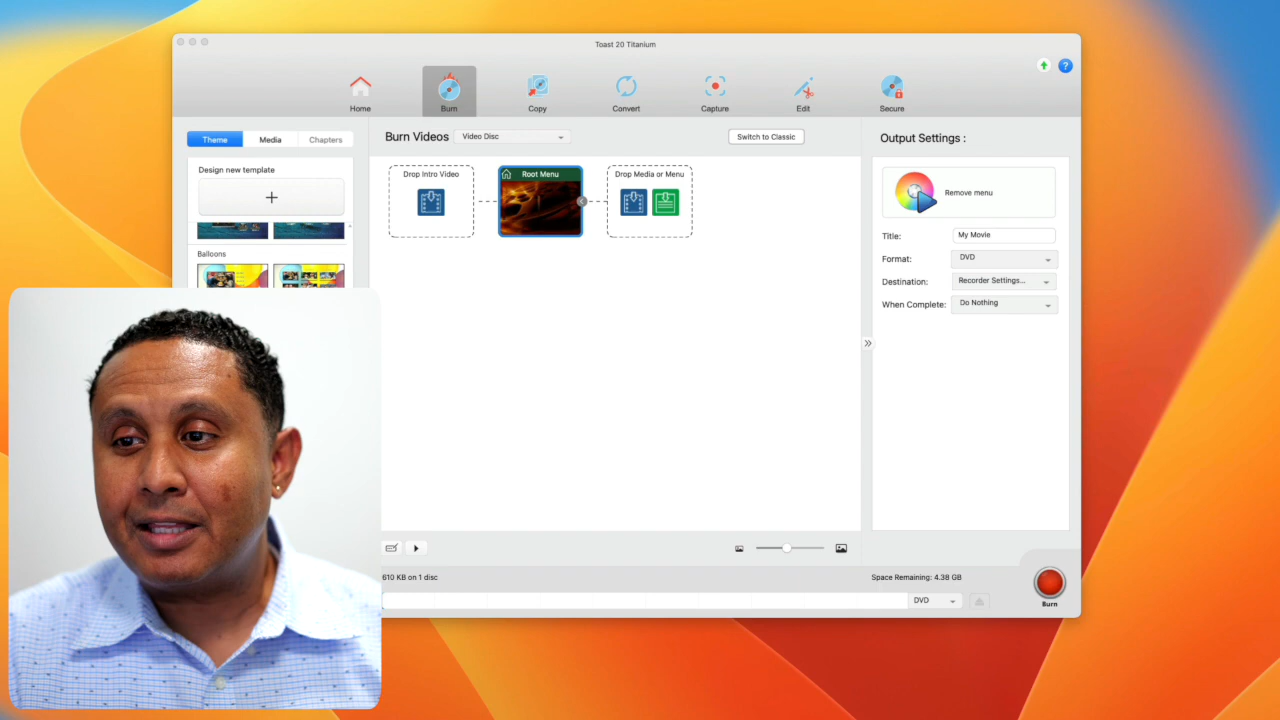 Toast 20 Titanium
?
Home
Burn
Copy
Convert
Capture
Edit
Secure
Theme
Media
Chapters
Burn Videos
Video Disc
Switch to Classic
Output Settings :
Design new template
+
Balloons
Drop Intro Video
Root Menu
Drop Media or Menu
Remove menu
Title:
My Movie
Format:
DVD
Destination:
Recorder Settings...
When Complete:
Do Nothing
610 KB on 1 disc
Space Remaining: 4.38 GB
DVD
Burn